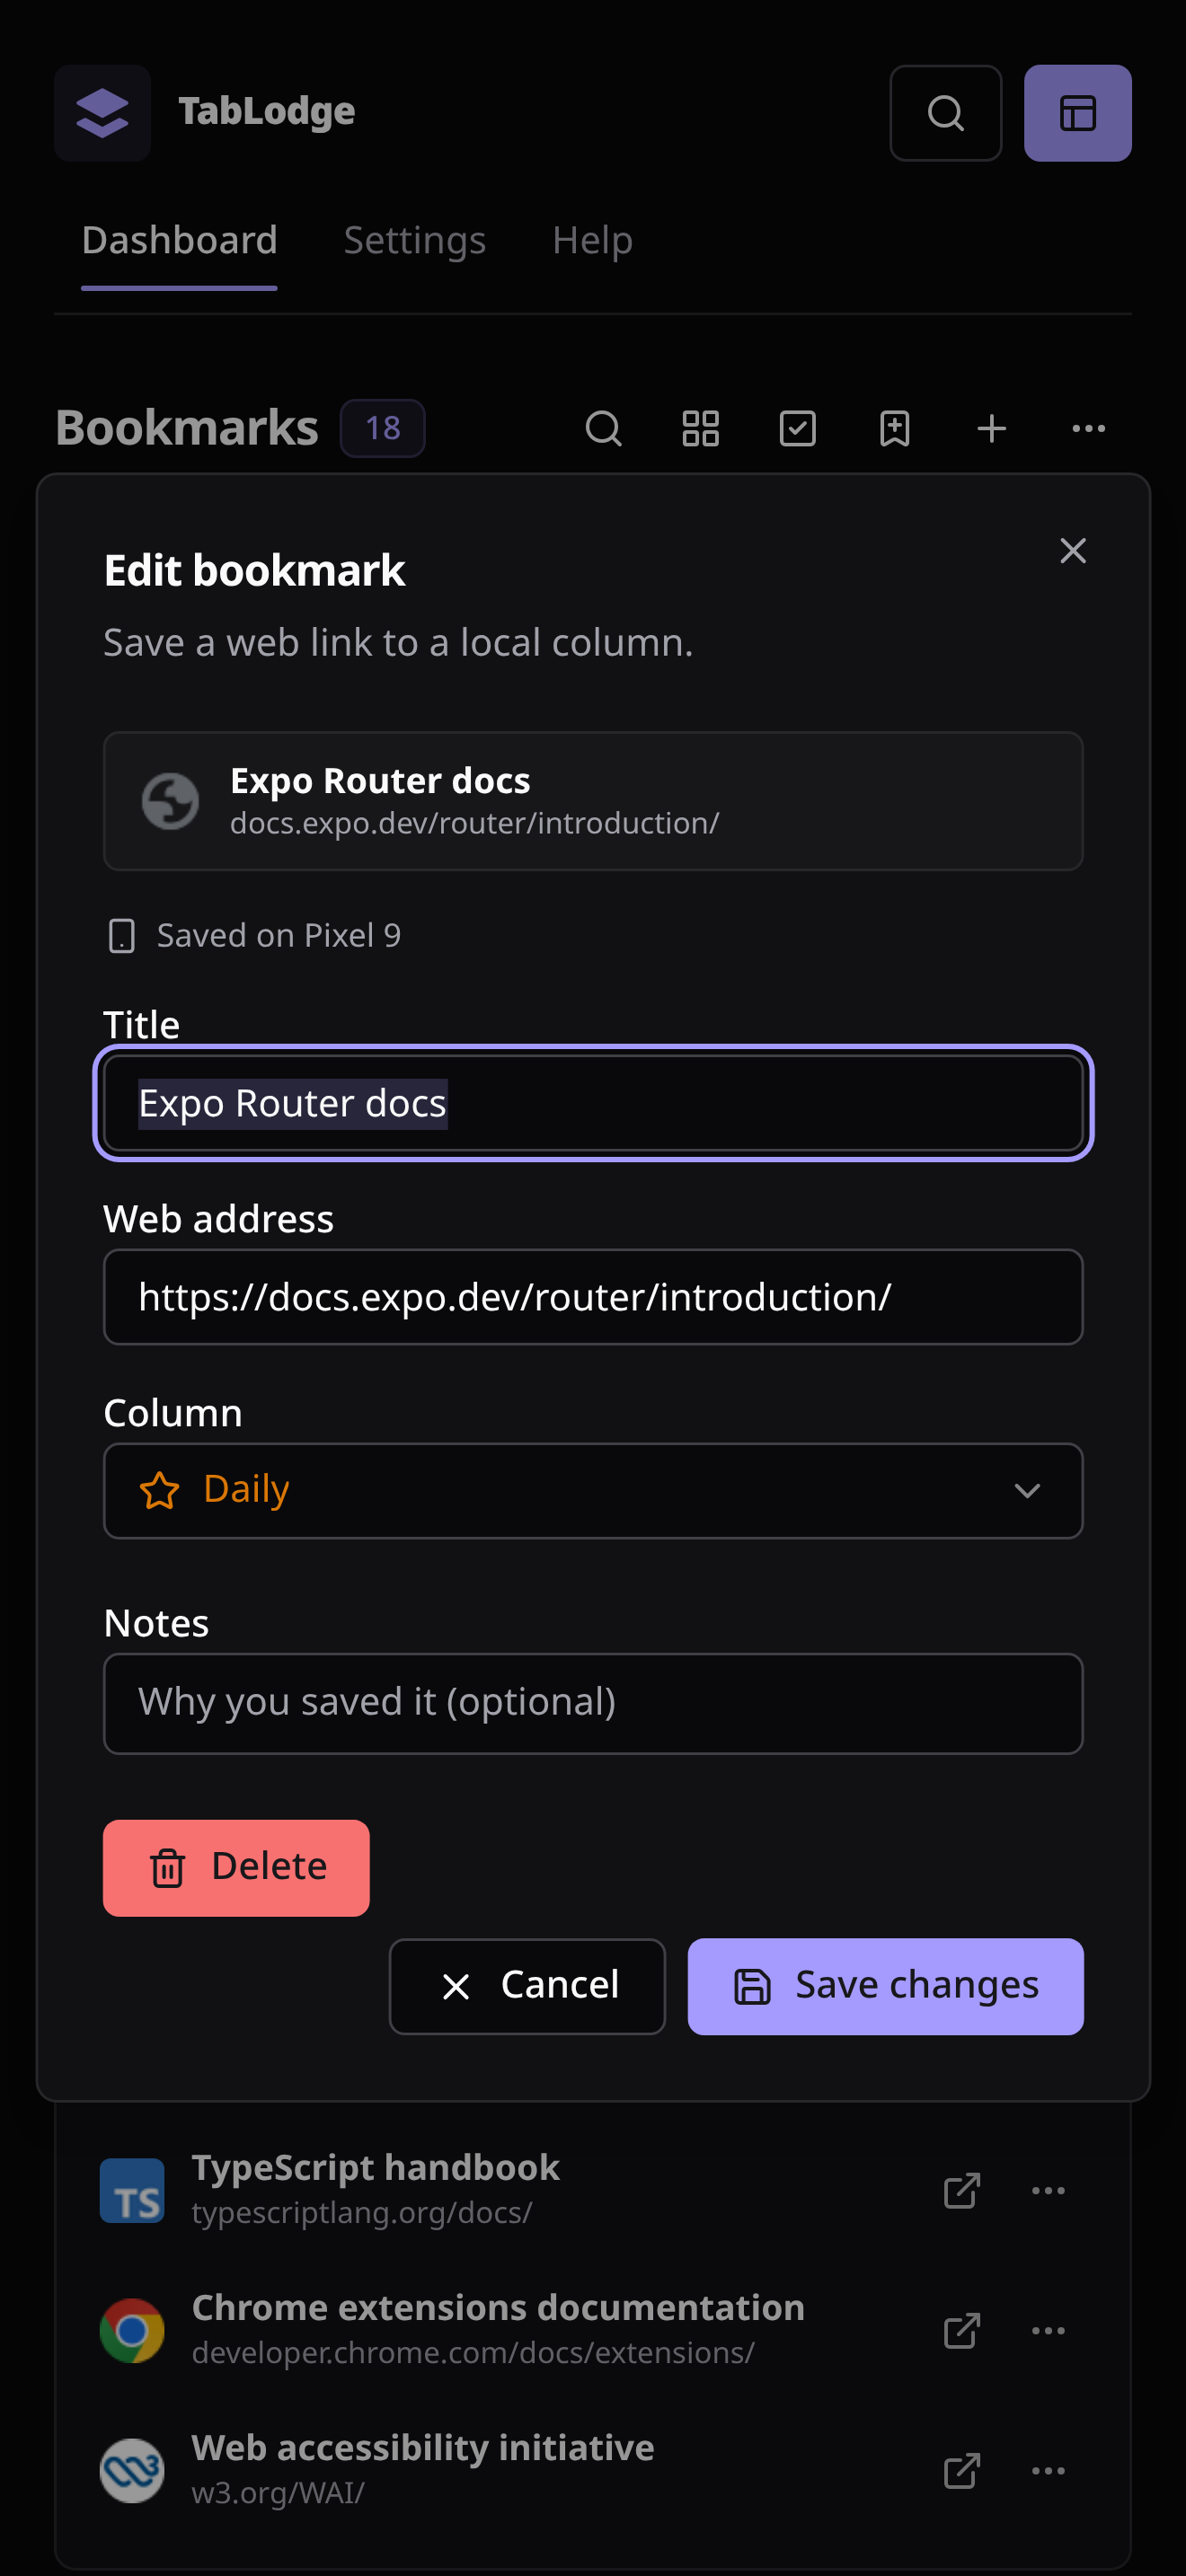 TabLodge
Dashboard Settings Help
Bookmarks 18
Edit bookmark
Save a web link to a local column.
Expo Router docs
docs.expo.dev/router/introduction/
Saved on Pixel 9
Title
Expo Router docs
Web address
https://docs.expo.dev/router/introduction/
Column
Daily
Notes
Why you saved it (optional)
Delete
Cancel Save changes
TS
TypeScript handbook
typescriptlang.org/docs/
Chrome extensions documentation
developer.chrome.com/docs/extensions/
Web accessibility initiative
w3.org/WAI/